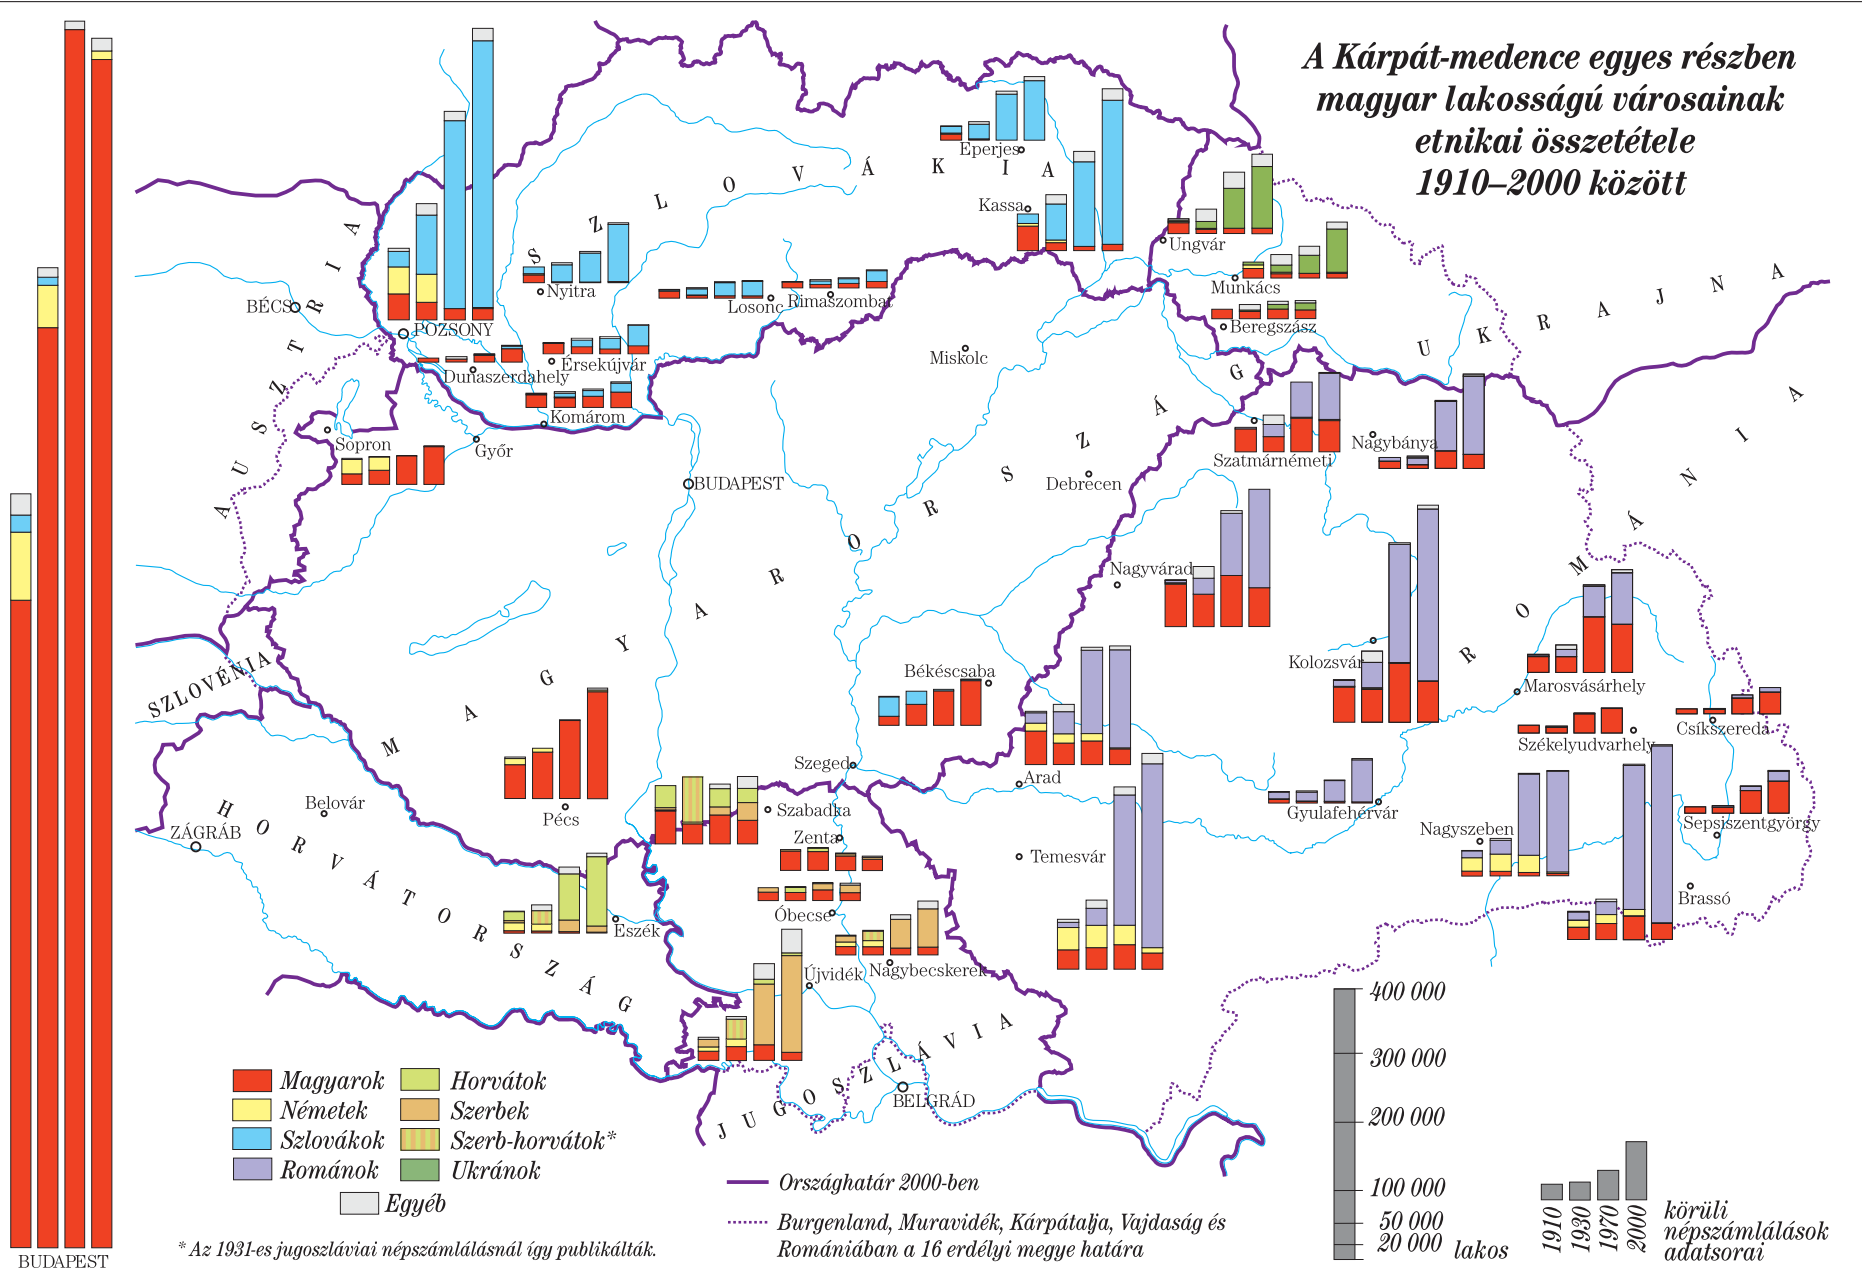 A Kárpát-medence egyes részben
magyar lakosságú városainak
etnikai összetétele
1910–2000 között
SZLOVÁKIA
AUSZTRIA
UKRAJNA
MAGYARORSZÁG
ROMÁNIA
SZLOVÉNIA
HORVÁTORSZÁG
JUGOSZLÁVIA
Eperjes
Kassa
Ungvár
Munkács
Beregszász
BÉCS
POZSONY
Nyitra
Losonc
Rimaszombat
Dunaszerdahely
Érsekújvár
Komárom
Miskolc
Sopron
Győr
BUDAPEST
Debrecen
Szatmárnémeti
Nagybánya
Nagyvárad
Kolozsvár
Marosvásárhely
Székelyudvarhely
Csíkszereda
Békéscsaba
Szeged
Arad
Gyulafehérvár
Sepsiszentgyörgy
Nagyszeben
Brassó
Temesvár
Belovár
ZÁGRÁB
Pécs
Szabadka
Zenta
Óbecse
Eszék
Újvidék
Nagybecskerek
BELGRÁD
Magyarok
Németek
Szlovákok
Románok
Horvátok
Szerbek
Szerb-horvátok*
Ukránok
Egyéb
* Az 1931-es jugoszláviai népszámlálásnál így publikálták.
Országhatár 2000-ben
Burgenland, Muravidék, Kárpátalja, Vajdaság és
Romániában a 16 erdélyi megye határa
400 000
300 000
200 000
100 000
50 000
20 000 lakos
1910
1930
1970
2000
körüli
népszámlálások
adatsorai
BUDAPEST